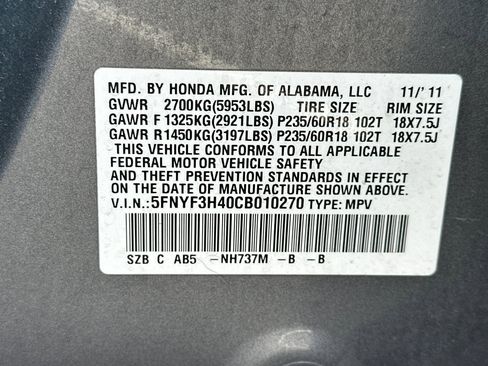 MFD. BY HONDA MFG. OF ALABAMA, LLC 11/'11
GVWR 2700KG(5953LBS) TIRE SIZE RIM SIZE
GAWR F 1325KG(2921LBS) P235/60R18 102T 18X7.5J
GAWR R1450KG(3197LBS) P235/60R18 102T 18X7.5J
THIS VEHICLE CONFORMS TO ALL APPLICABLE
FEDERAL MOTOR VEHICLE SAFETY
AND THEFT PREVENTION STANDARDS IN EFFECT ON
THE DATE OF MANUFACTURE SHOWN ABOVE.
V.I.N.:5FNYF3H40CB010270 TYPE: MPV
SZB C AB5 -NH737M -B -B